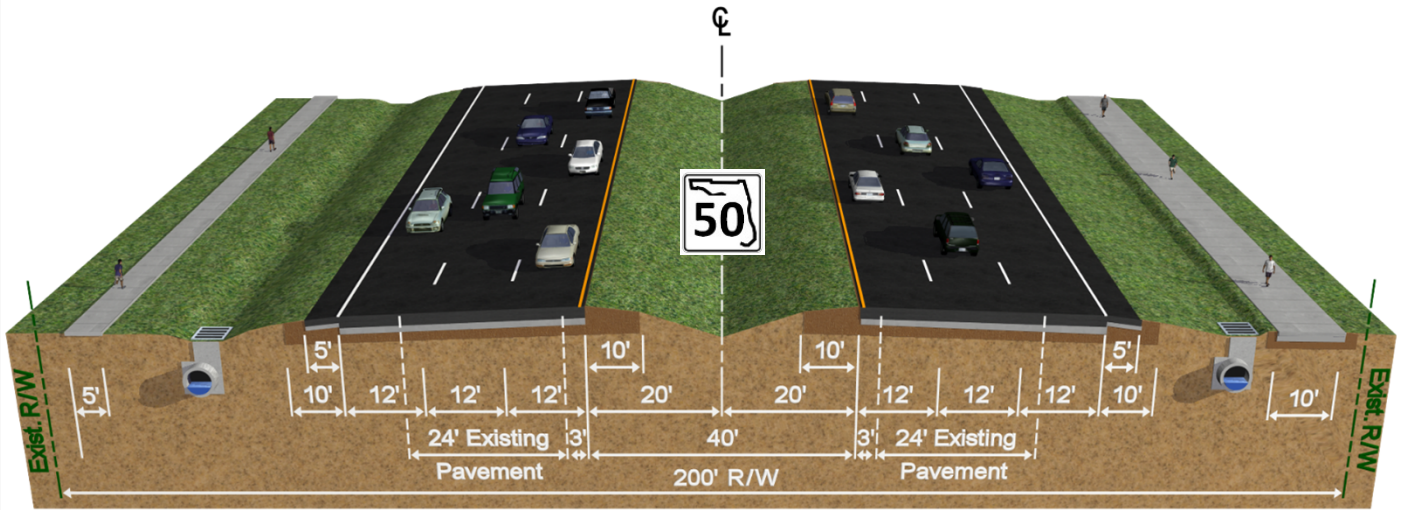 ℄
50
5' 10' 10' 5'
5' 10' 12' 12' 12' 20' 20' 12' 12' 12' 10' 10'
24' Existing 3' 40' 3' 24' Existing
Pavement Pavement
200' R/W
Exist. R/W
Exist. R/W